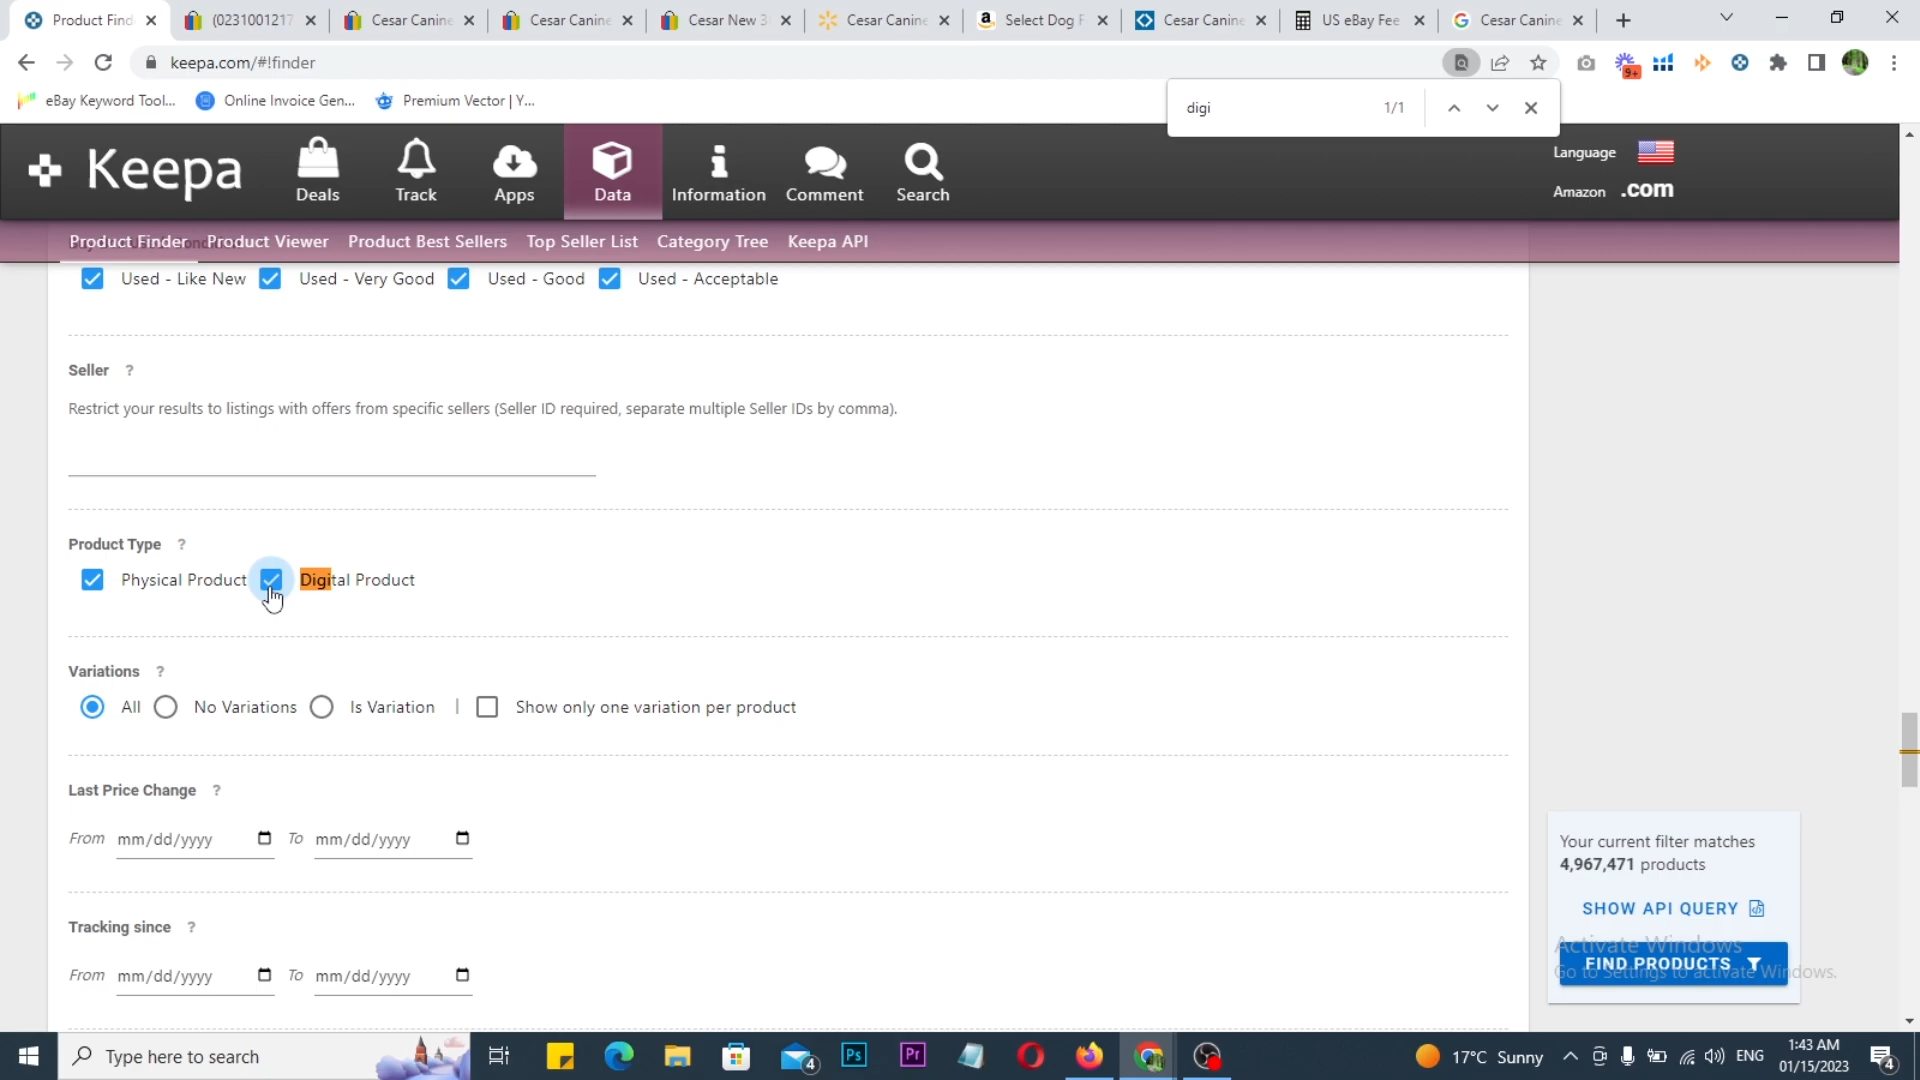 Product Find
(0231001217
Cesar Canine
Cesar Canine
Cesar New 3
Cesar Canine
Select Dog F
Cesar Canine
US eBay Fee
Cesar Canine
keepa.com/#!finder
9+
eBay Keyword Tool...
Online Invoice Gen...
Premium Vector | Y...
digi
1/1
Keepa
Deals
Track
Apps
Data
Information
Comment
Search
Language
Amazon .com
Product Finder
Product Viewer
Product Best Sellers
Top Seller List
Category Tree
Keepa API
Used - Like New
Used - Very Good
Used - Good
Used - Acceptable
Seller ?
Restrict your results to listings with offers from specific sellers (Seller ID required, separate multiple Seller IDs by comma).
Product Type ?
Physical Product
Digital Product
Variations ?
All
No Variations
Is Variation
| Show only one variation per product
Last Price Change ?
From mm/dd/yyyy To mm/dd/yyyy
Tracking since ?
From mm/dd/yyyy To mm/dd/yyyy
Your current filter matches
4,967,471 products
SHOW API QUERY
Activate Windows
FIND PRODUCTS
Go to Settings to activate Windows.
Type here to search
4
Ps
Pr
17°C Sunny
ENG
1:43 AM
01/15/2023
4